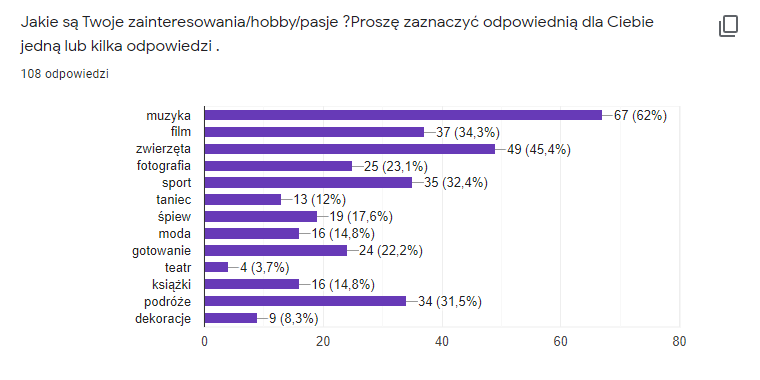 Jakie są Twoje zainteresowania/hobby/pasje ?Proszę zaznaczyć odpowiednią dla Ciebie
jedną lub kilka odpowiedzi .
108 odpowiedzi
muzyka 67 (62%)
film 37 (34,3%)
zwierzęta 49 (45,4%)
fotografia 25 (23,1%)
sport 35 (32,4%)
taniec 13 (12%)
śpiew 19 (17,6%)
moda 16 (14,8%)
gotowanie 24 (22,2%)
teatr 4 (3,7%)
książki 16 (14,8%)
podróże 34 (31,5%)
dekoracje 9 (8,3%)
0 20 40 60 80